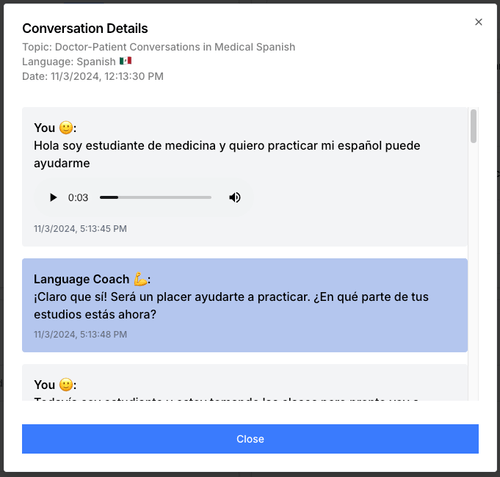 Conversation Details
Topic: Doctor-Patient Conversations in Medical Spanish
Language: Spanish 🇲🇽
Date: 11/3/2024, 12:13:30 PM
You 🙂:
Hola soy estudiante de medicina y quiero practicar mi español puede
ayudarme
0:03
11/3/2024, 5:13:45 PM
Language Coach 💪:
¡Claro que sí! Será un placer ayudarte a practicar. ¿En qué parte de tus
estudios estás ahora?
11/3/2024, 5:13:48 PM
You 🙂:
Close